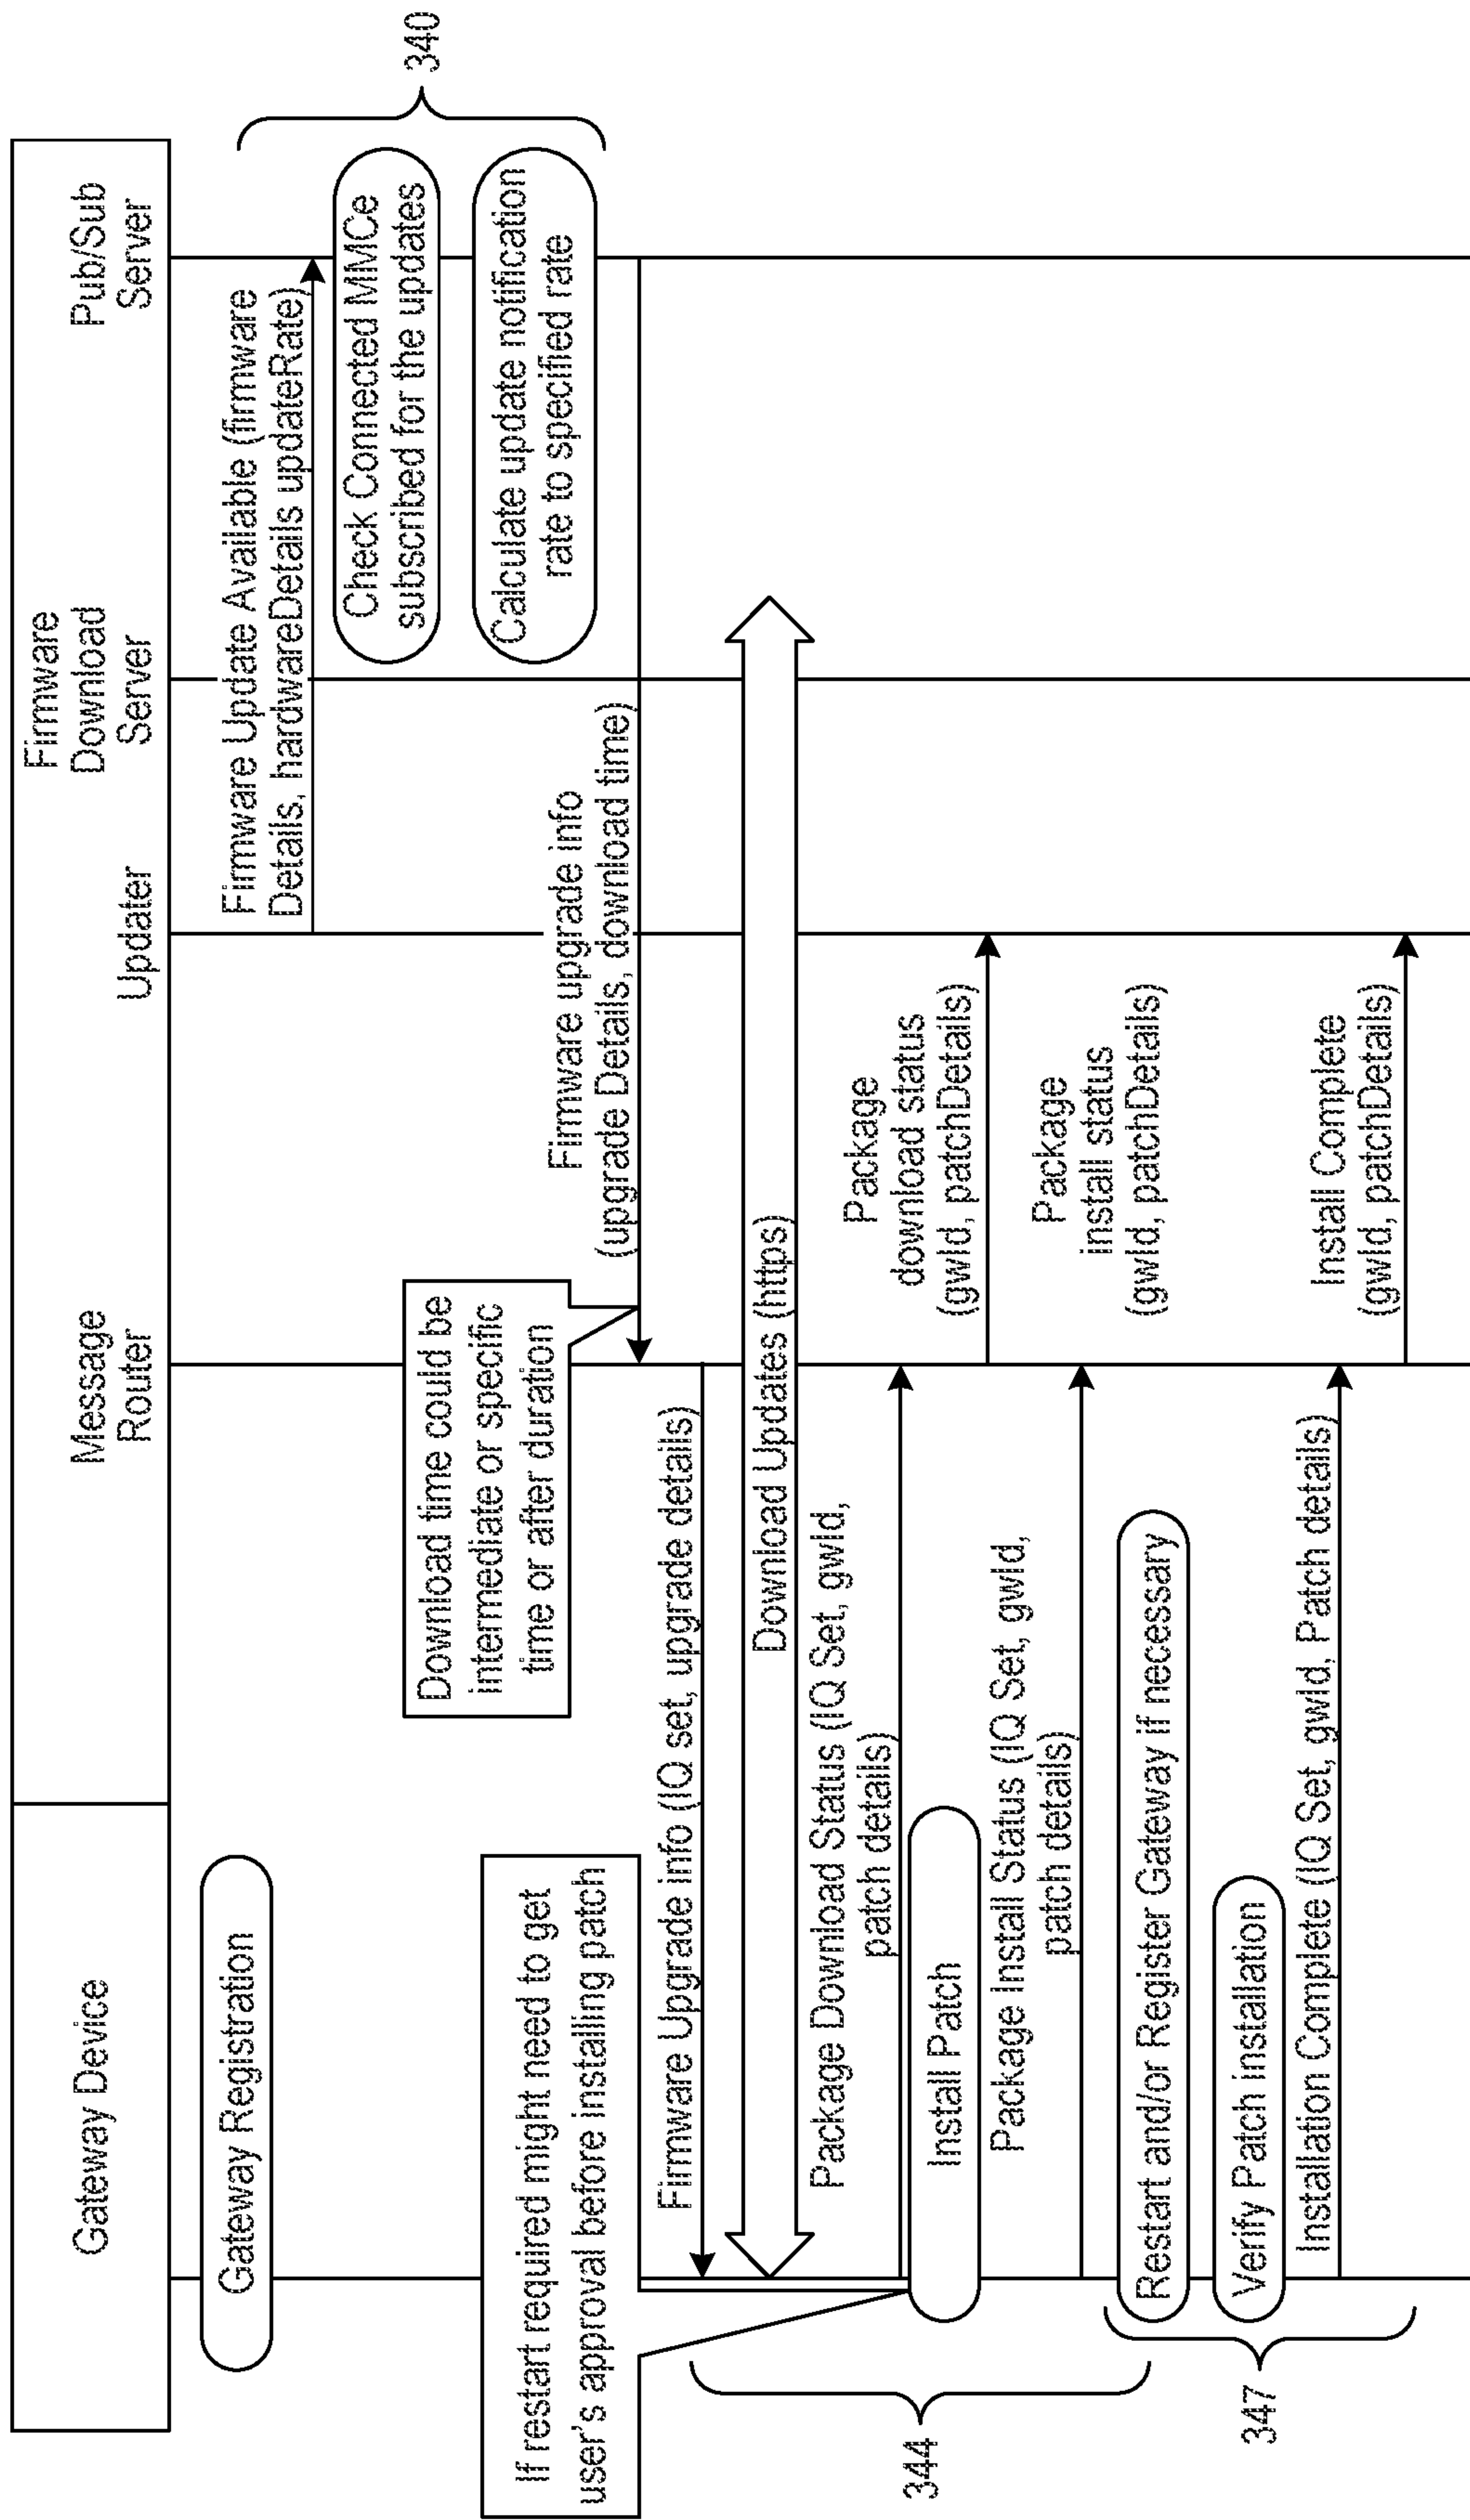 Gateway Device
Message
Router
Updater
Firmware
Download
Server
Pub/Sub
Server
Gateway Registration
Firmware Update Available (firmware
Details, hardwareDetails updateRate)
Check Connected MMCe
subscribed for the updates
340
Calculate update notification
rate to specified rate
Download time could be
intermediate or specific
time or after duration
If restart required might need to get
user's approval before installing patch
Firmware upgrade info
(upgrade Details, download time)
Firmware Upgrade info (IQ set, upgrade details)
Download Updates (https)
Package Download Status (IQ Set, gwId,
patch details)
Package
download status
(gwId, patchDetails)
344
Install Patch
Package Install Status (IQ Set, gwId,
patch details)
Package
install status
(gwId, patchDetails)
Restart and/or Register Gateway if necessary
347
Verify Patch installation
Installation Complete (IQ Set, gwId, Patch details)
Install Complete
(gwId, patchDetails)